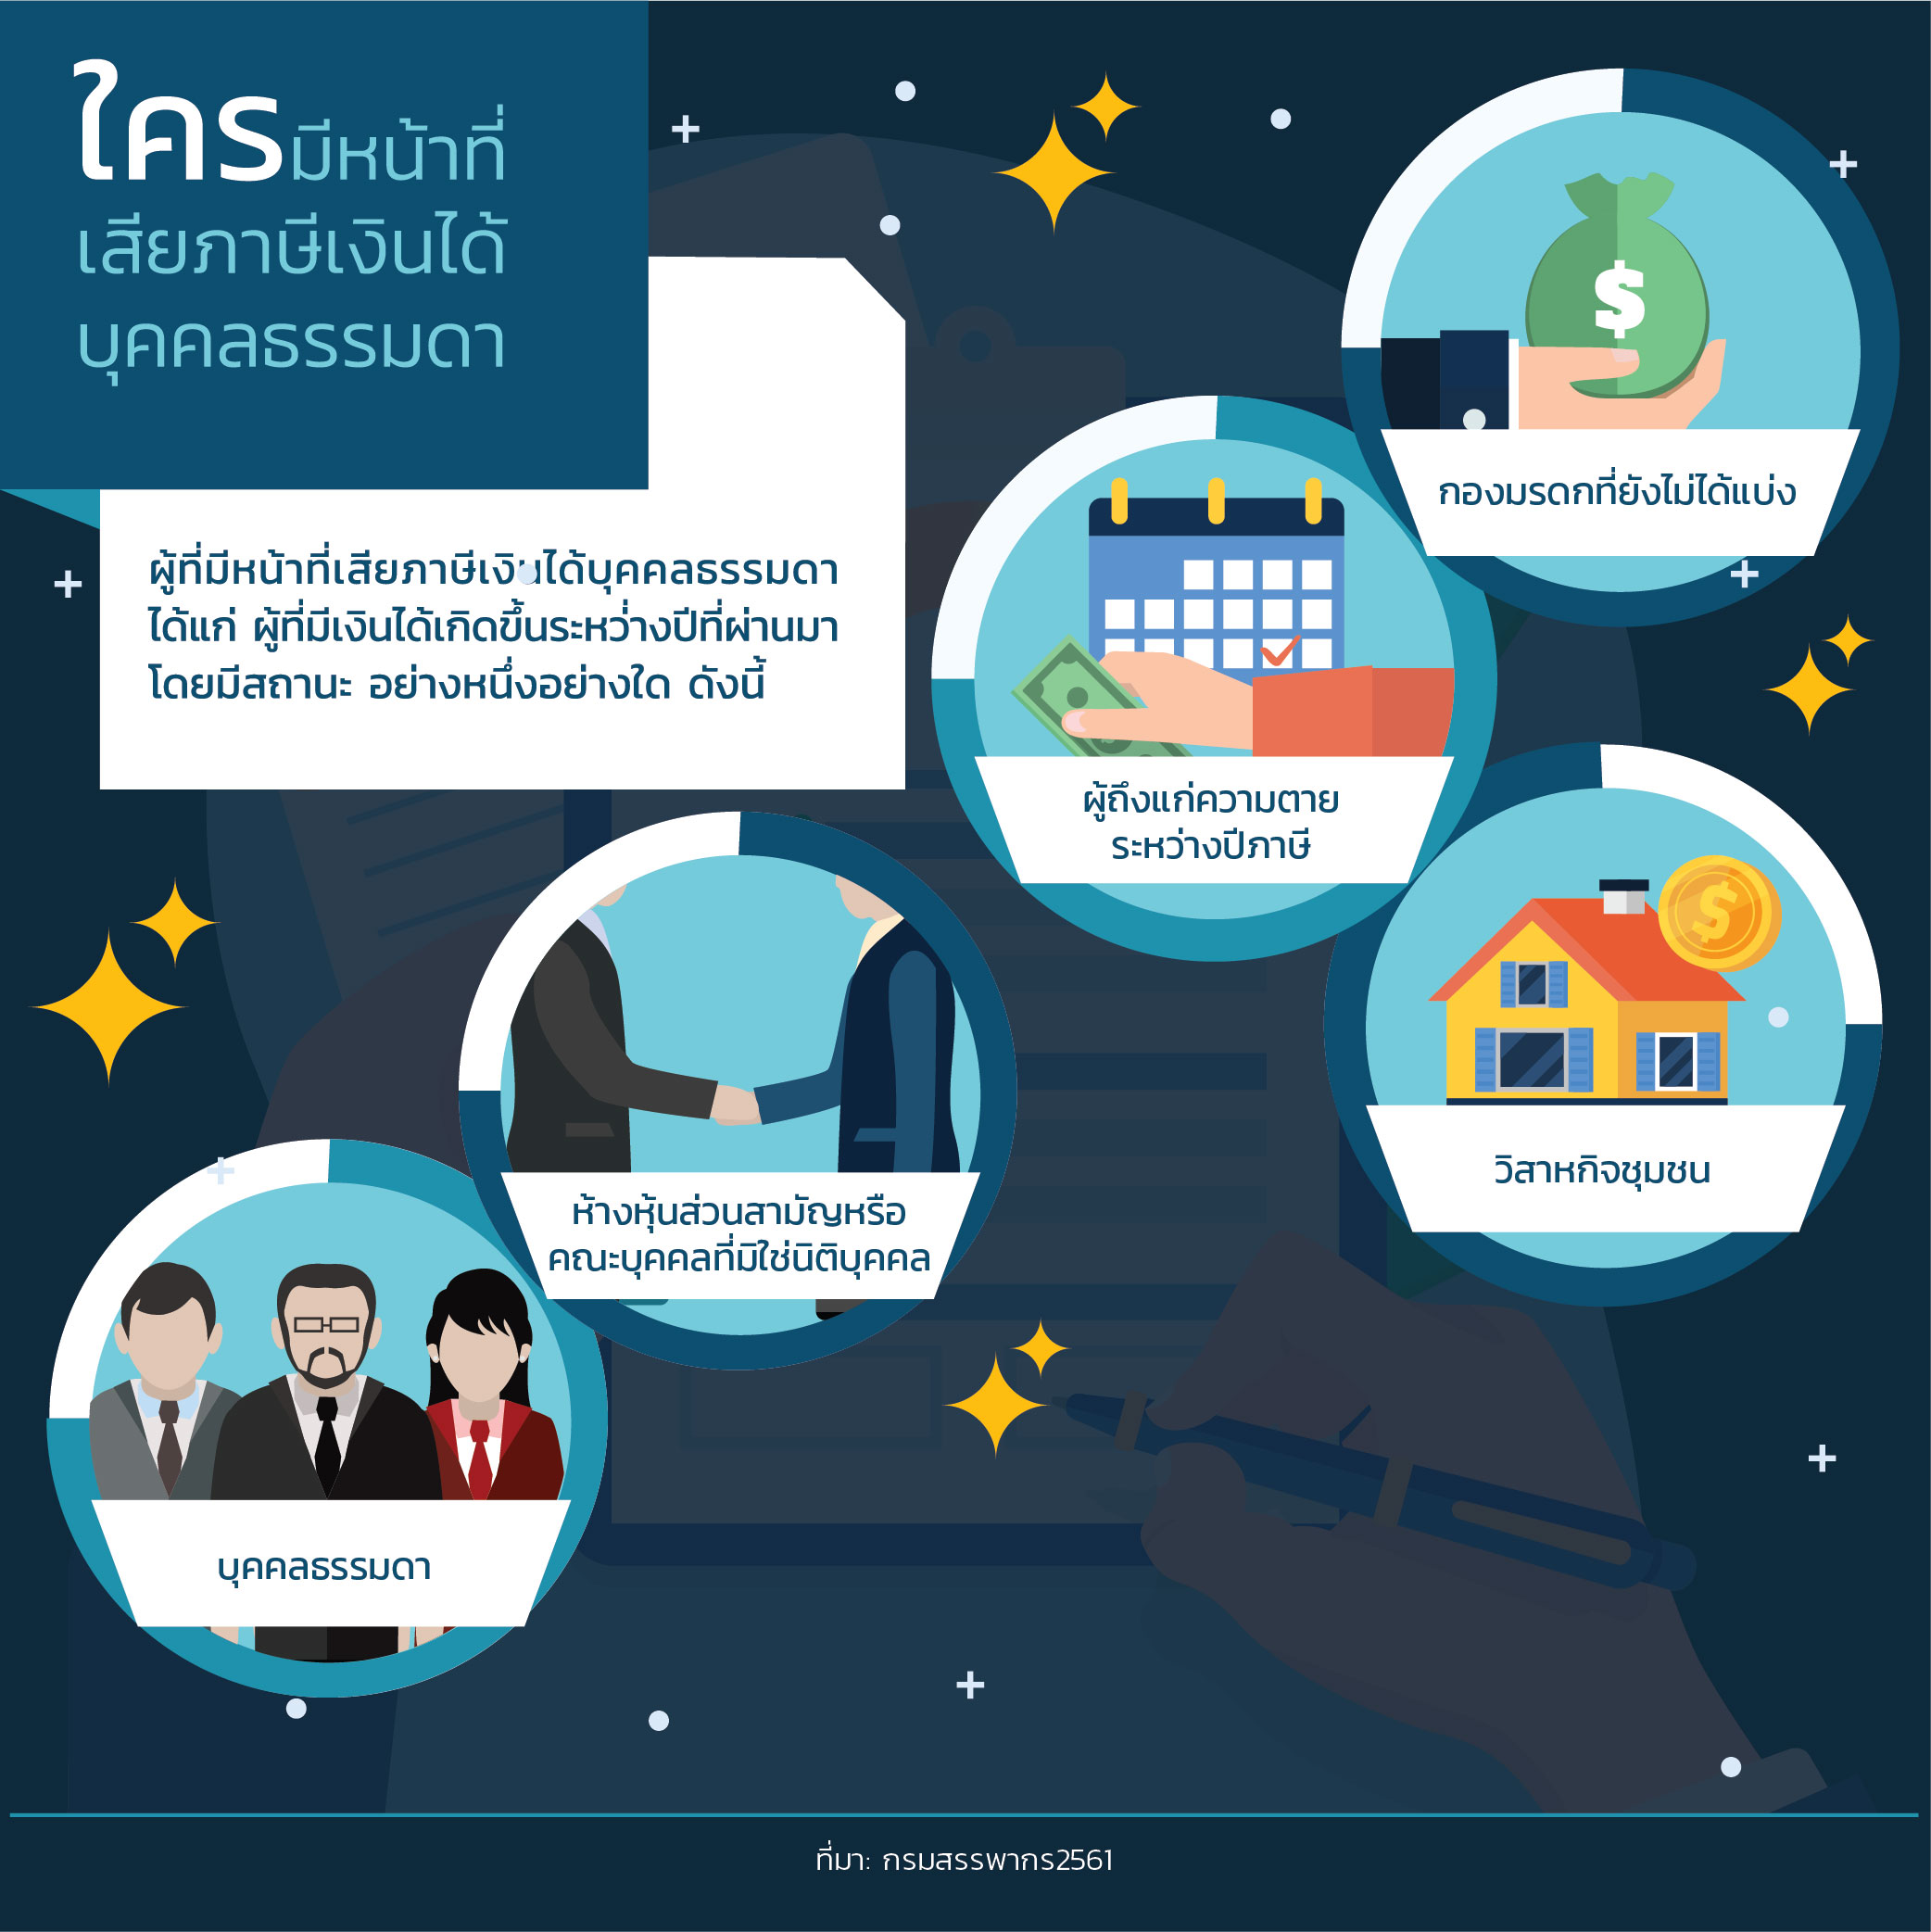 ใครมีหน้าที่
เสียภาษีเงินได้
บุคคลธรรมดา
ผู้ที่มีหน้าที่เสียภาษีเงินได้บุคคลธรรมดา
ได้แก่ ผู้ที่มีเงินได้เกิดขึ้นระหว่างปีที่ผ่านมา
โดยมีสถานะ อย่างหนึ่งอย่างใด ดังนี้
กองมรดกที่ยังไม่ได้แบ่ง
ผู้ถึงแก่ความตาย
ระหว่างปีภาษี
วิสาหกิจชุมชน
ห้างหุ้นส่วนสามัญหรือ
คณะบุคคลที่มิใช่นิติบุคคล
บุคคลธรรมดา
ที่มา: กรมสรรพากร2561